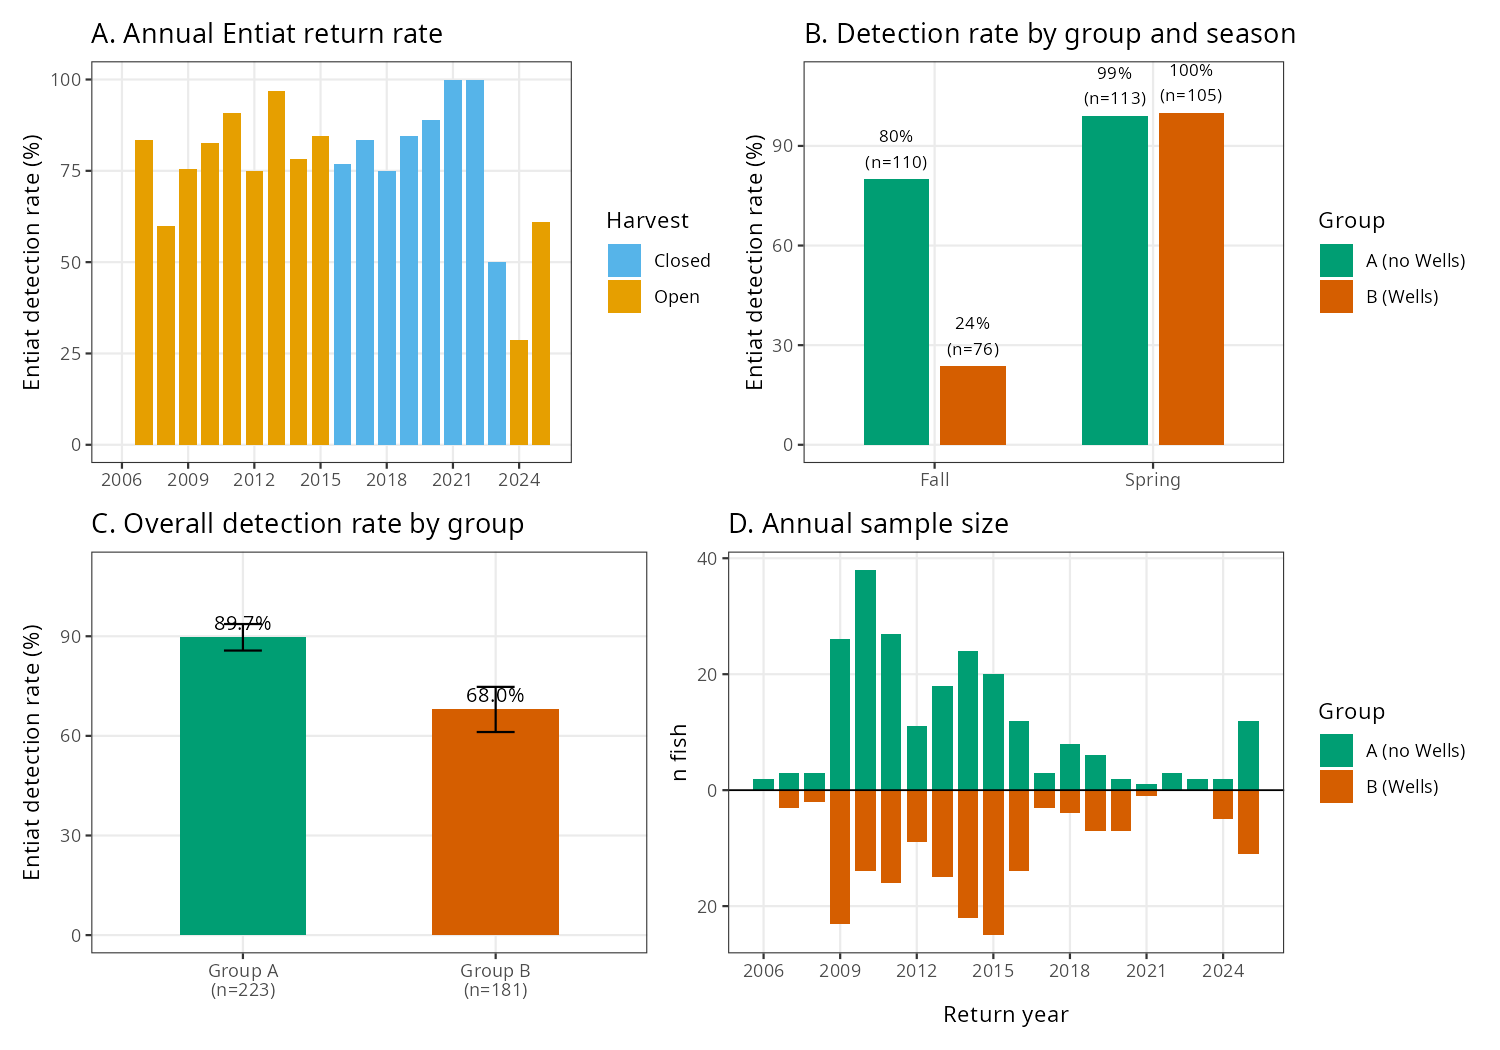 A. Annual Entiat return rate
Entiat detection rate (%)
100
75
50
25
0
2006 2009 2012 2015 2018 2021 2024
Harvest
Closed
Open
B. Detection rate by group and season
Entiat detection rate (%)
90
60
30
0
80%
(n=110)
24%
(n=76)
99%
(n=113)
100%
(n=105)
Fall Spring
Group
A (no Wells)
B (Wells)
C. Overall detection rate by group
Entiat detection rate (%)
90
60
30
0
89.7%
68.0%
Group A
(n=223)
Group B
(n=181)
D. Annual sample size
n fish
40
20
0
20
2006 2009 2012 2015 2018 2021 2024
Return year
Group
A (no Wells)
B (Wells)